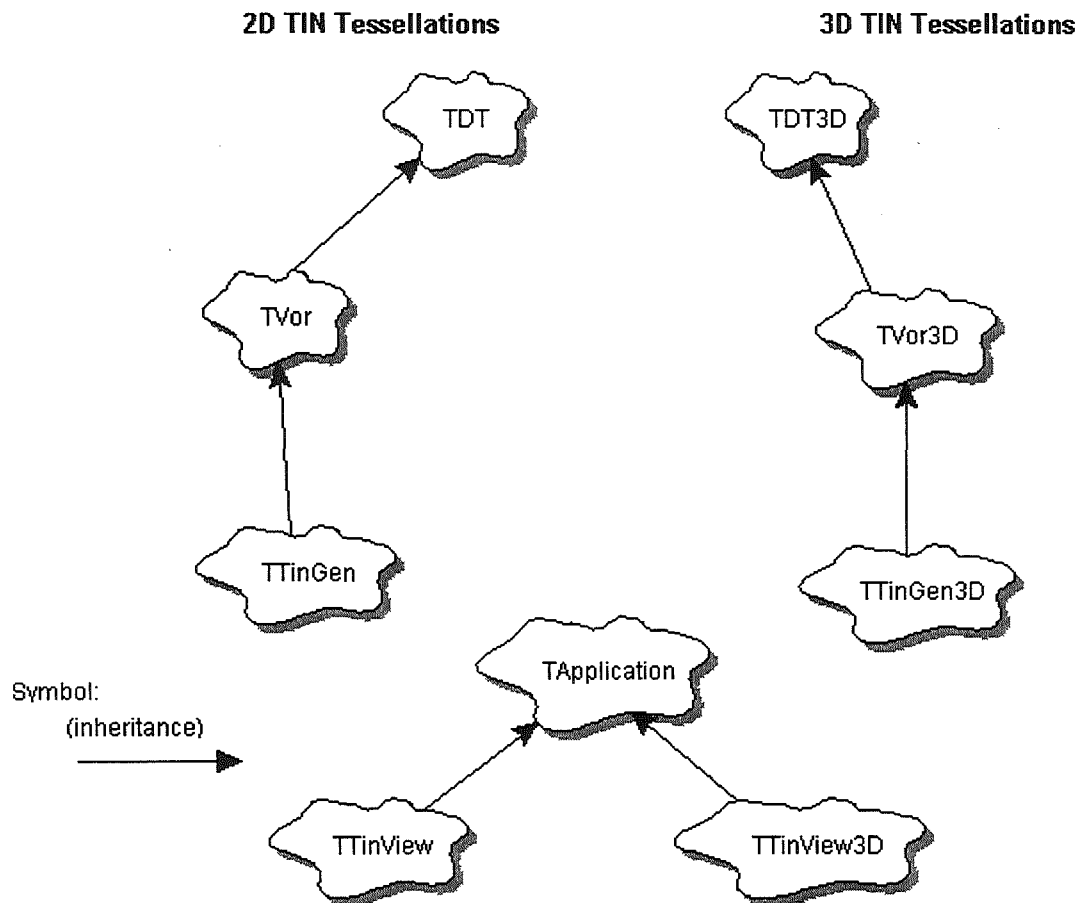 2D TIN Tessellations
3D TIN Tessellations
TDT
TDT3D
TVor
TVor3D
TTinGen
TTinGen3D
TApplication
Symbol:
(inheritance)
TTinView
TTinView3D